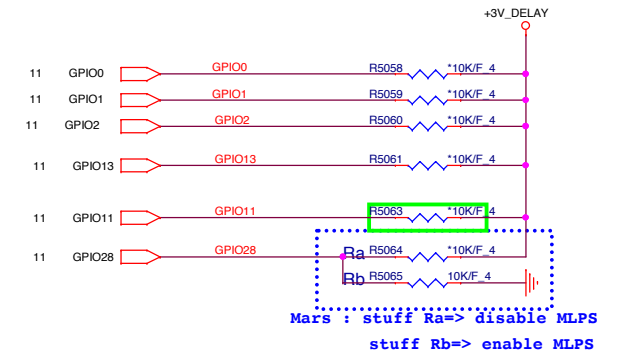 +3V_DELAY
11 GPIO0 GPIO0 R5058 *10K/F_4
11 GPIO1 GPIO1 R5059 *10K/F_4
11 GPIO2 GPIO2 R5060 *10K/F_4
11 GPIO13 GPIO13 R5061 *10K/F_4
11 GPIO11 GPIO11 R5063 *10K/F_4
11 GPIO28 GPIO28 Ra R5064 *10K/F_4
Rb R5065 10K/F_4
Mars : stuff Ra=> disable MLPS
stuff Rb=> enable MLPS